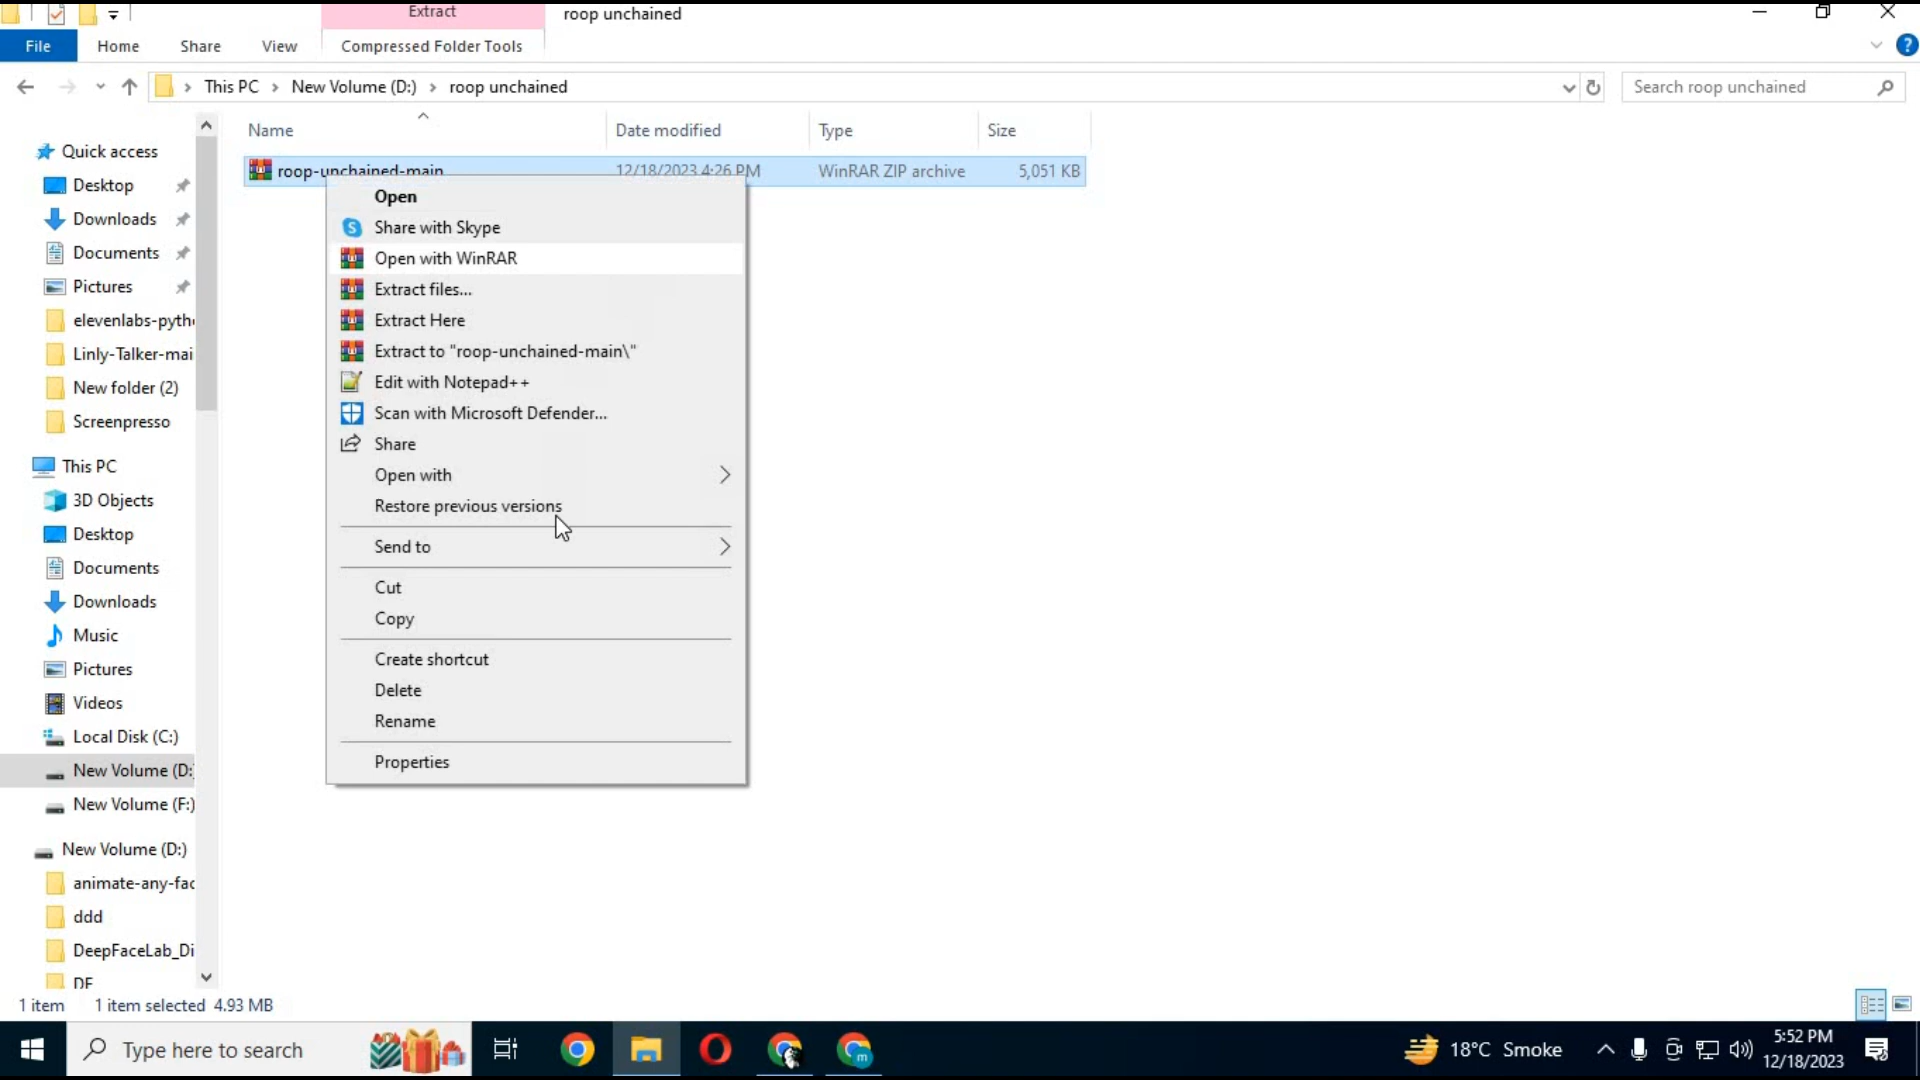 Extract
roop unchained
File
Home
Share
View
Compressed Folder Tools
This PC
New Volume (D:)
roop unchained
Search roop unchained
Name
Date modified
Type
Size
roop-unchained-main
12/18/2023 4:26 PM
WinRAR ZIP archive
5,051 KB
Quick access
Desktop
Downloads
Documents
Pictures
elevenlabs-pyth
Linly-Talker-mai
New folder (2)
Screenpresso
This PC
3D Objects
Desktop
Documents
Downloads
Music
Pictures
Videos
Local Disk (C:)
New Volume (D:
New Volume (F:)
New Volume (D:)
animate-any-fac
ddd
DeepFaceLab_Di
DF
Open
Share with Skype
Open with WinRAR
Extract files...
Extract Here
Extract to "roop-unchained-main\"
Edit with Notepad++
Scan with Microsoft Defender...
Share
Open with
Restore previous versions
Send to
Cut
Copy
Create shortcut
Delete
Rename
Properties
1 item
1 item selected 4.93 MB
Type here to search
18°C Smoke
5:52 PM
12/18/2023